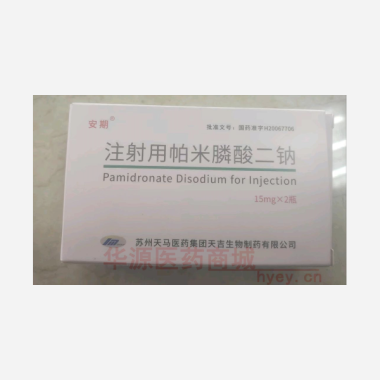 安期®
批准文号：国药准字H20067706
注射用帕米膦酸二钠
Pamidronate Disodium for Injection
15mg×2瓶
苏州天马医药集团天吉生物制药有限公司
华源医药商城
hyey.cn